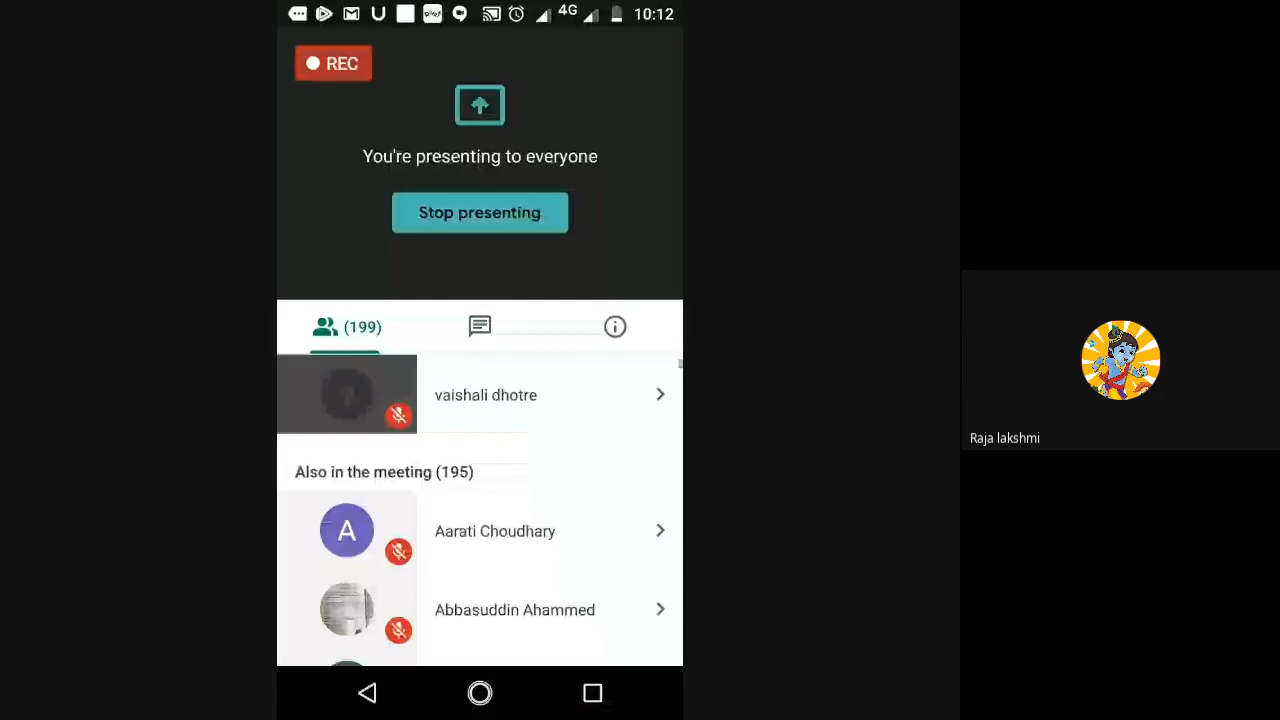 4G 10:12
REC
You're presenting to everyone
Stop presenting
(199)
vaishali dhotre
Also in the meeting (195)
A
Aarati Choudhary
Abbasuddin Ahammed
Raja lakshmi